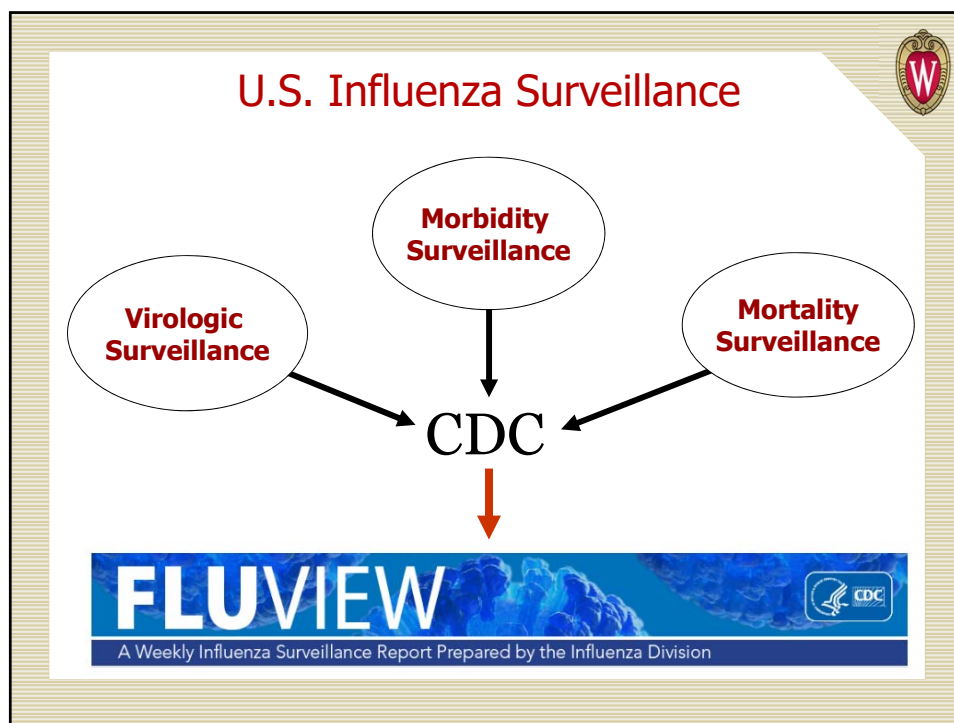 U.S. Influenza Surveillance
W
Morbidity
Surveillance
Virologic
Surveillance
Mortality
Surveillance
CDC
FLUVIEW
CDC
A Weekly Influenza Surveillance Report Prepared by the Influenza Division